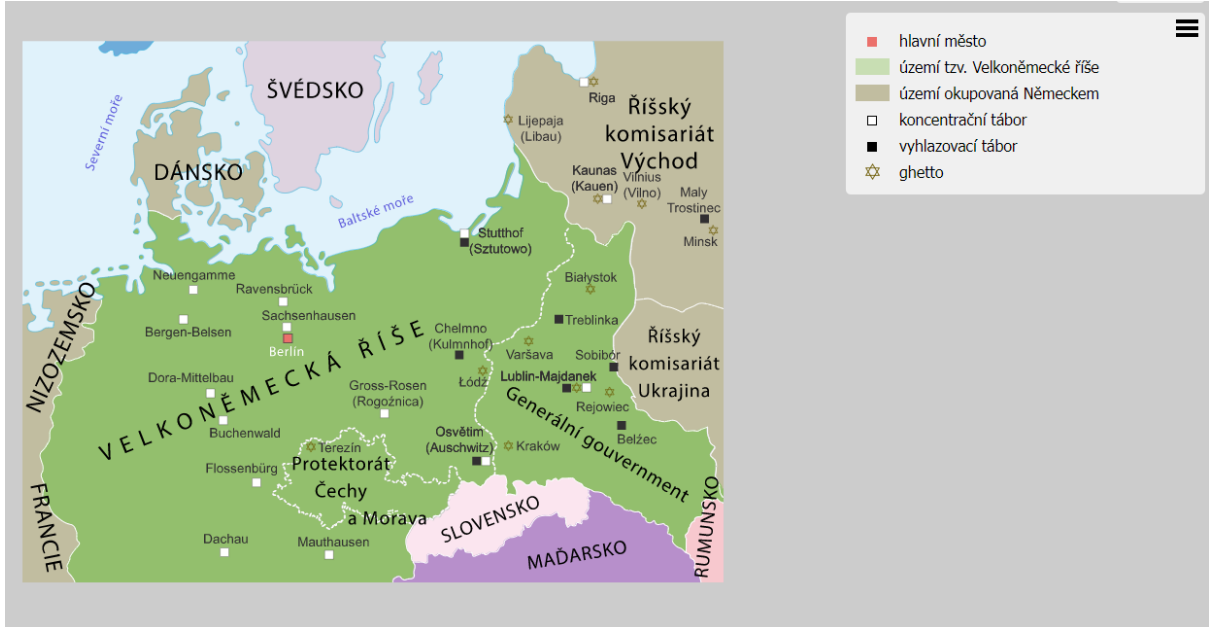 hlavní město
území tzv. Velkoněmecké říše
území okupovaná Německem
koncentrační tábor
vyhlazovací tábor
ghetto
ŠVÉDSKO
Severní moře
DÁNSKO
Baltské moře
Riga
Lijepaja
(Libau)
Říšský
komisariát
Východ
Kaunas
(Kauen)
Vilnius
(Vilno)
Maly
Trostinec
Minsk
Stutthof
(Sztutowo)
Neuengamme
Ravensbrück
Sachsenhausen
Bergen-Belsen
Berlín
Białystok
Treblinka
Chelmno
(Kulmnhof)
Varšava
Sobibór
Říšský
komisariát
Ukrajina
NIZOZEMSKO
VELKONĚMECKÁ ŘÍŠE
Dora-Mittelbau
Łódź
Lublin-Majdanek
Gross-Rosen
(Rogoźnica)
Rejowiec
Buchenwald
Generální gouvernment
Bełżec
Osvětim
(Auschwitz)
Kraków
Terezín
Flossenbürg
Protektorát
Čechy
a Morava
FRANCIE
SLOVENSKO
RUMUNSKO
Dachau
Mauthausen
MAĎARSKO